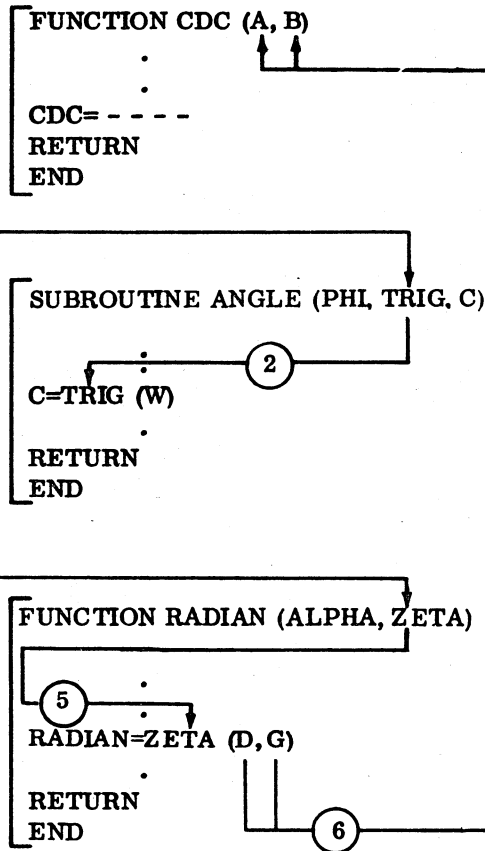 FUNCTION CDC (A, B)
.
.
CDC= - - - -
RETURN
END
SUBROUTINE ANGLE (PHI, TRIG, C)
.
2
.
C=TRIG (W)
.
RETURN
END
FUNCTION RADIAN (ALPHA, ZETA)
.
5
.
RADIAN=ZETA (D, G)
.
RETURN
END
6